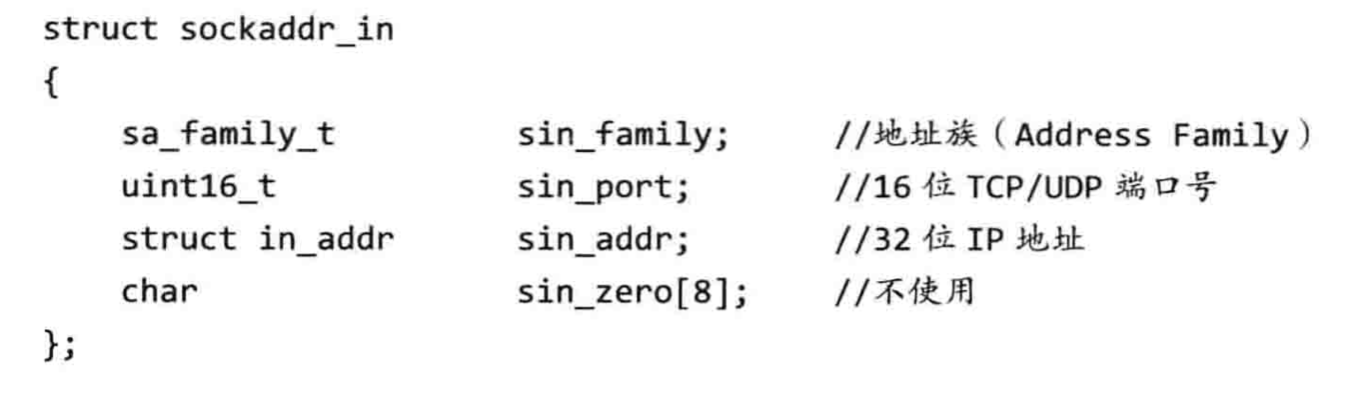 struct sockaddr_in
{
    sa_family_t         sin_family;     //地址族（Address Family）
    uint16_t            sin_port;       //16 位 TCP/UDP 端口号
    struct in_addr      sin_addr;       //32 位 IP 地址
    char                sin_zero[8];    //不使用
};